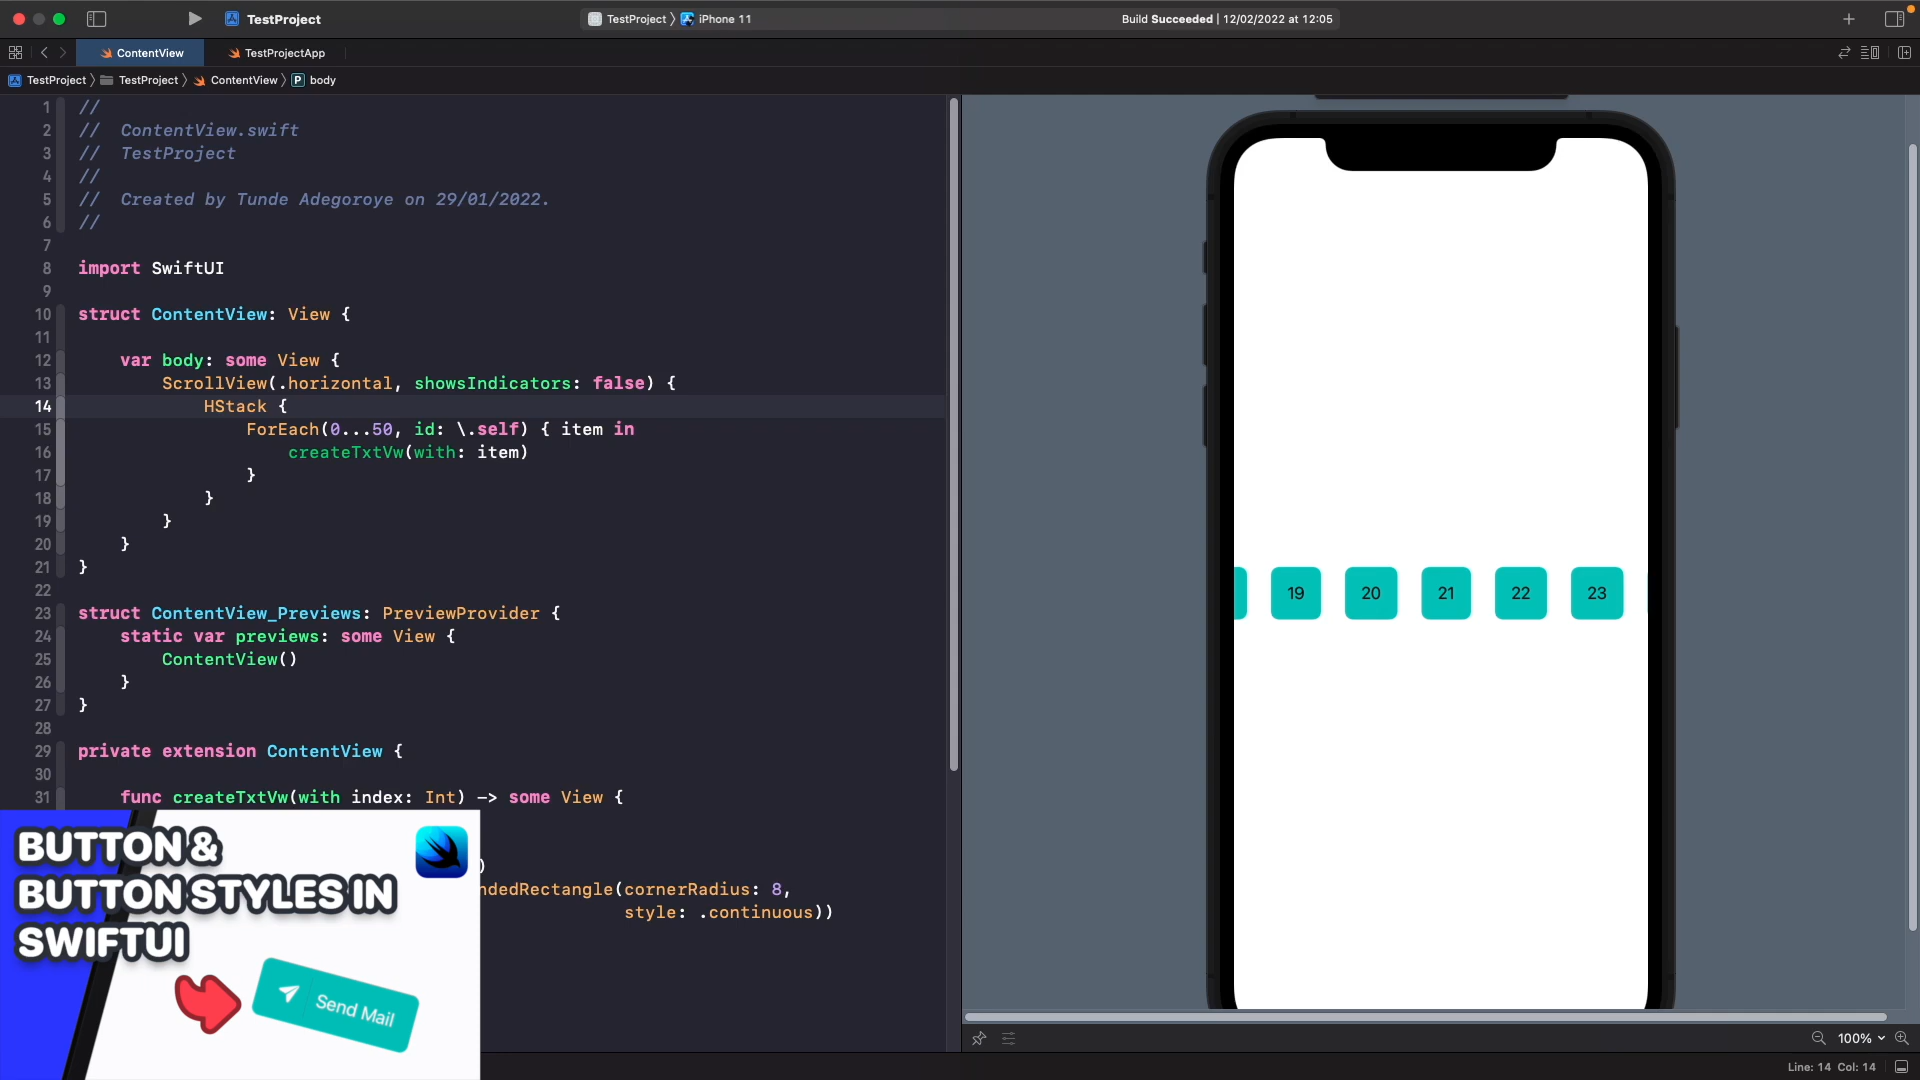 TestProject
TestProject 〉 iPhone 11
Build Succeeded | 12/02/2022 at 12:05
ContentView
TestProjectApp
TestProject 〉 TestProject 〉 ContentView 〉 P body
1 //
2 //  ContentView.swift
3 //  TestProject
4 //
5 //  Created by Tunde Adegoroye on 29/01/2022.
6 //
7
8 import SwiftUI
9
10 struct ContentView: View {
11
12     var body: some View {
13         ScrollView(.horizontal, showsIndicators: false) {
14             HStack {
15                 ForEach(0...50, id: \.self) { item in
16                     createTxtVw(with: item)
17                 }
18             }
19         }
20     }
21 }
22
23 struct ContentView_Previews: PreviewProvider {
24     static var previews: some View {
25         ContentView()
26     }
27 }
28
29 private extension ContentView {
30
31     func createTxtVw(with index: Int) -> some View {
)
ndedRectangle(cornerRadius: 8,
style: .continuous))
BUTTON &
BUTTON STYLES IN
SWIFTUI
Send Mail
19 20 21 22 23
100%
Line: 14 Col: 14